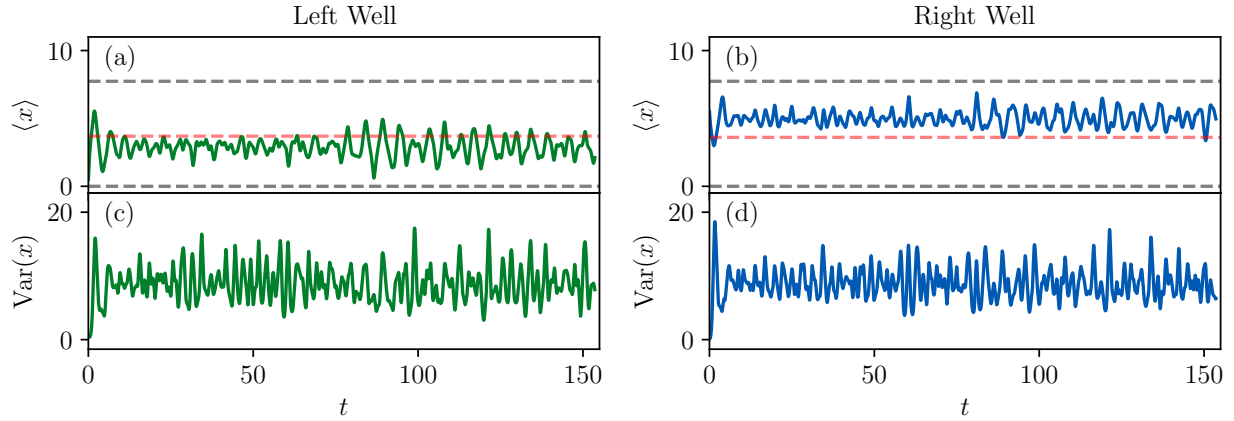 Left Well
Right Well
(a)
(b)
10
0
⟨x⟩
10
0
⟨x⟩
(c)
(d)
20
0
Var(x)
20
0
Var(x)
0 50 100 150
0 50 100 150
t
t